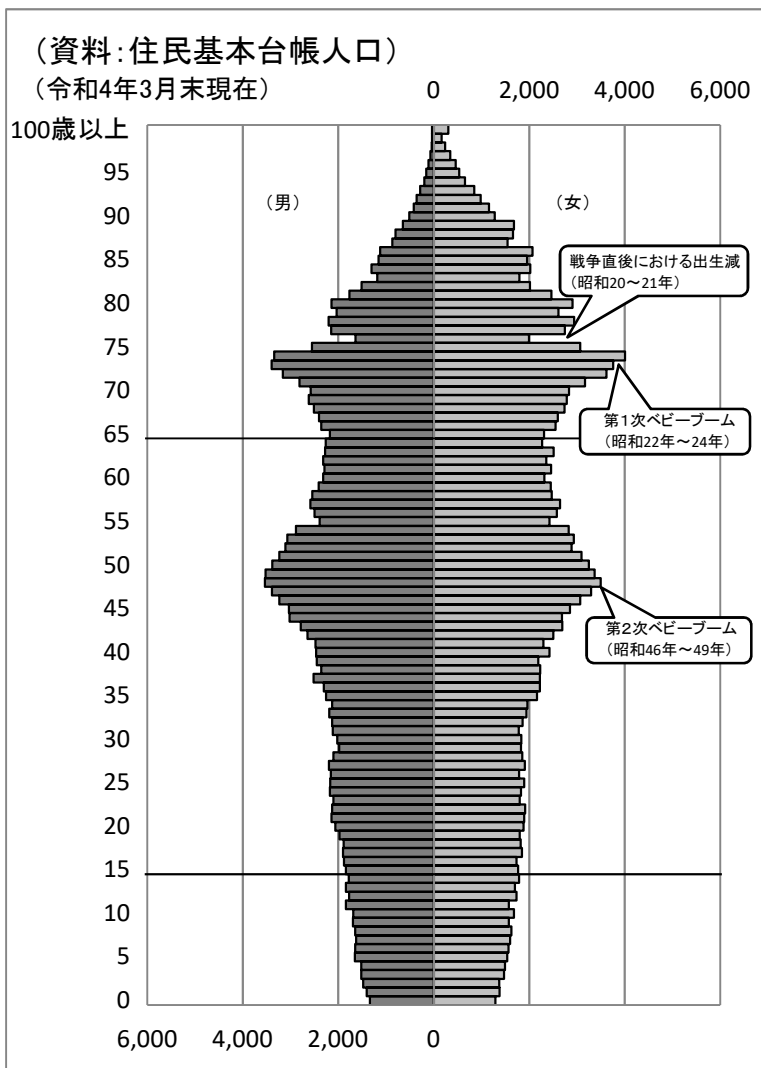 （資料：住民基本台帳人口）
（令和4年3月末現在）
0 2,000 4,000 6,000
100歳以上
95
（男） （女）
90
戦争直後における出生減
（昭和20～21年）
85
80
75
70
第1次ベビーブーム
（昭和22年～24年）
65
60
55
50
45
第2次ベビーブーム
（昭和46年～49年）
40
35
30
25
20
15
10
5
0
6,000 4,000 2,000 0